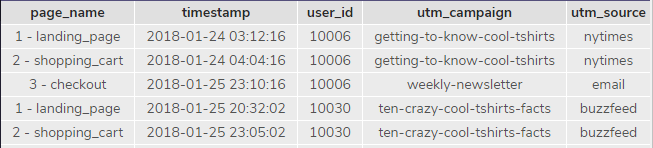 page_name timestamp user_id utm_campaign utm_source
1 - landing_page 2018-01-24 03:12:16 10006 getting-to-know-cool-tshirts nytimes
2 - shopping_cart 2018-01-24 04:04:16 10006 getting-to-know-cool-tshirts nytimes
3 - checkout 2018-01-25 23:10:16 10006 weekly-newsletter email
1 - landing_page 2018-01-25 20:32:02 10030 ten-crazy-cool-tshirts-facts buzzfeed
2 - shopping_cart 2018-01-25 23:05:02 10030 ten-crazy-cool-tshirts-facts buzzfeed